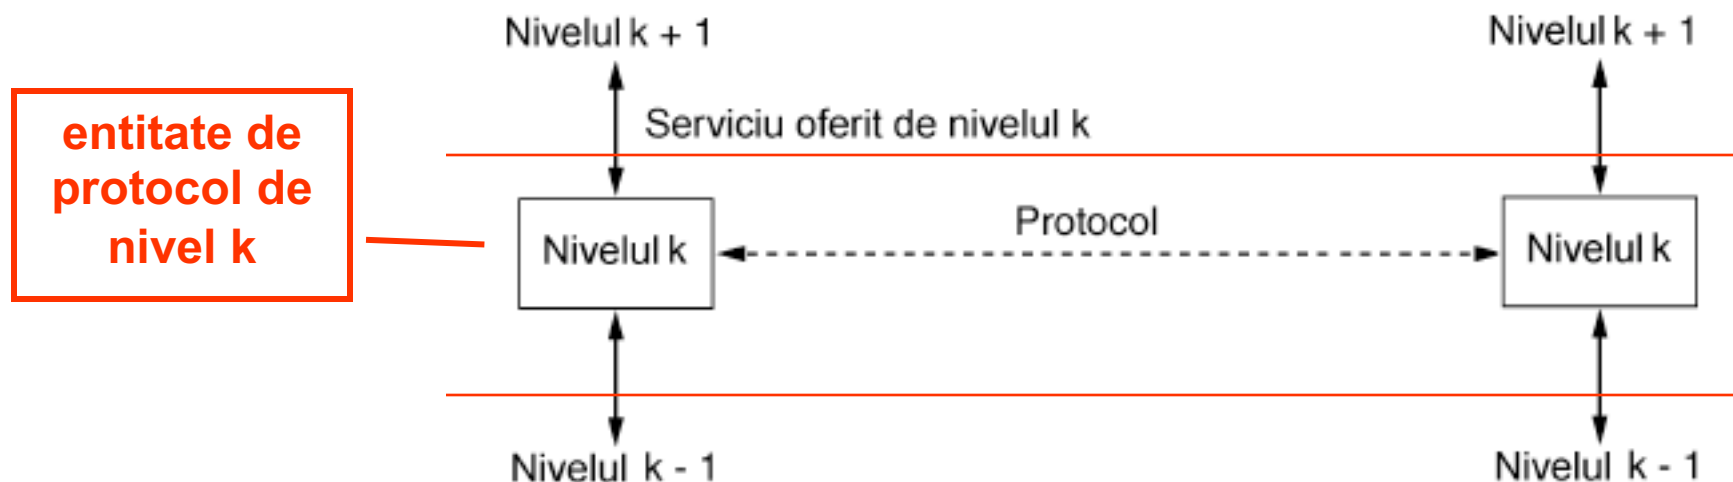 Nivelul k + 1
Nivelul k + 1
entitate de
protocol de
nivel k
Serviciu oferit de nivelul k
Protocol
Nivelul k
Nivelul k
Nivelul k - 1
Nivelul k - 1